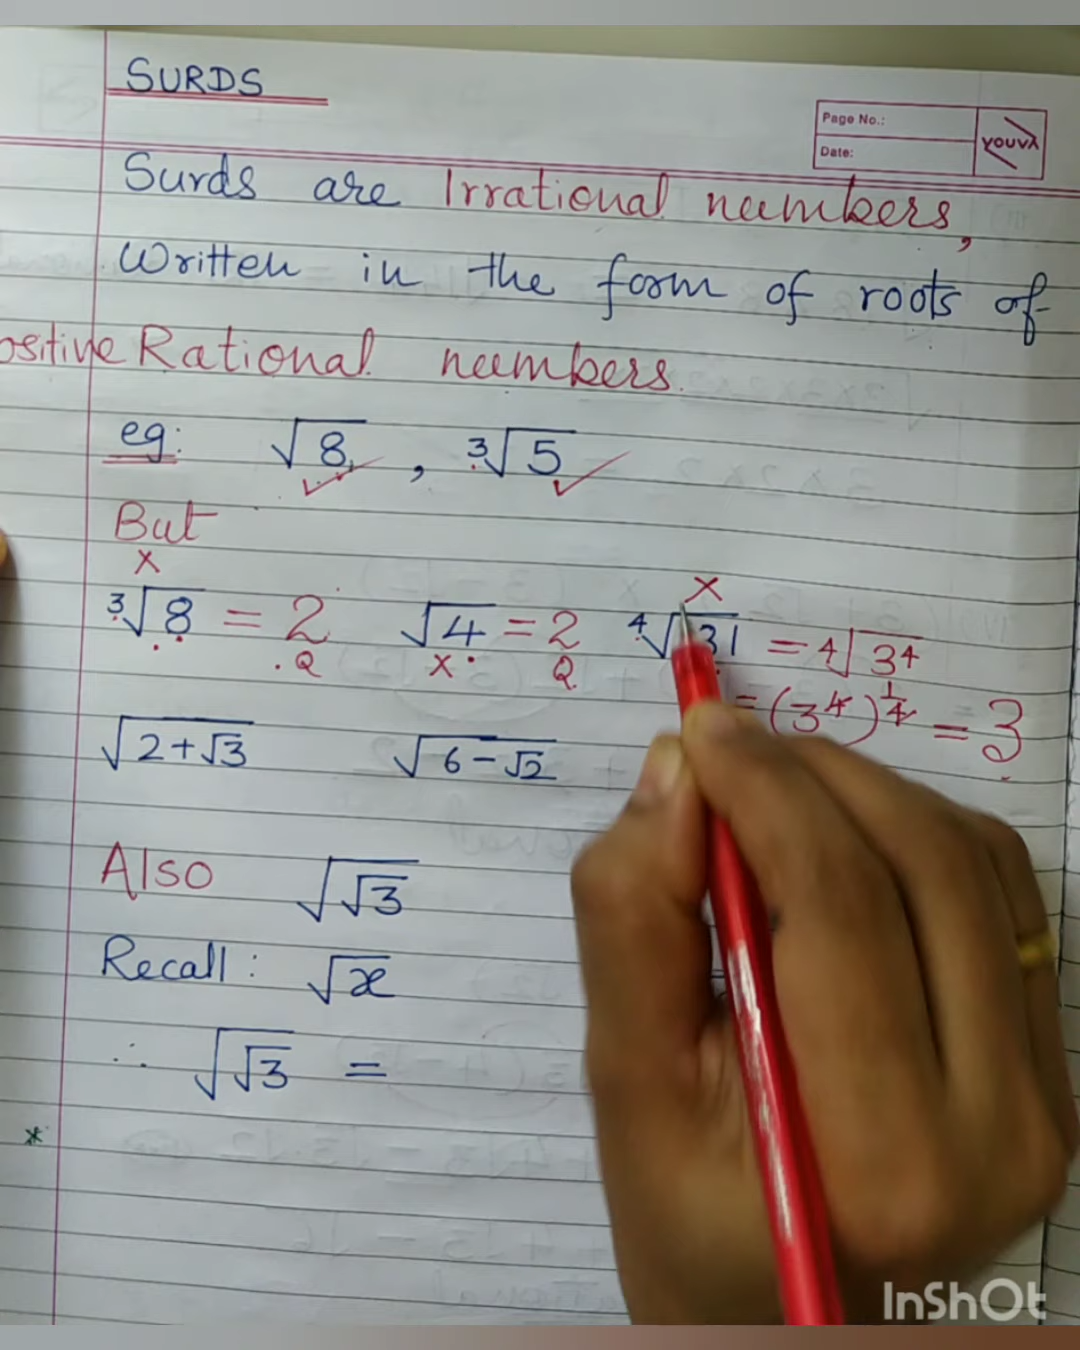 SURDS
Page No.:
Date:
YOUVA
Surds are Irrational numbers,
Written in the form of roots of
ositive Rational numbers.
eg: √8, ³√5
But
x x
³√8 = 2 √4 = 2 ⁴√ = ⁴√3⁴
Q x Q = (3⁴)^1/4 = 3
√2+√3 √6-√2
Also √√3
Recall: √x
∴ √√3 =
*
InShOt